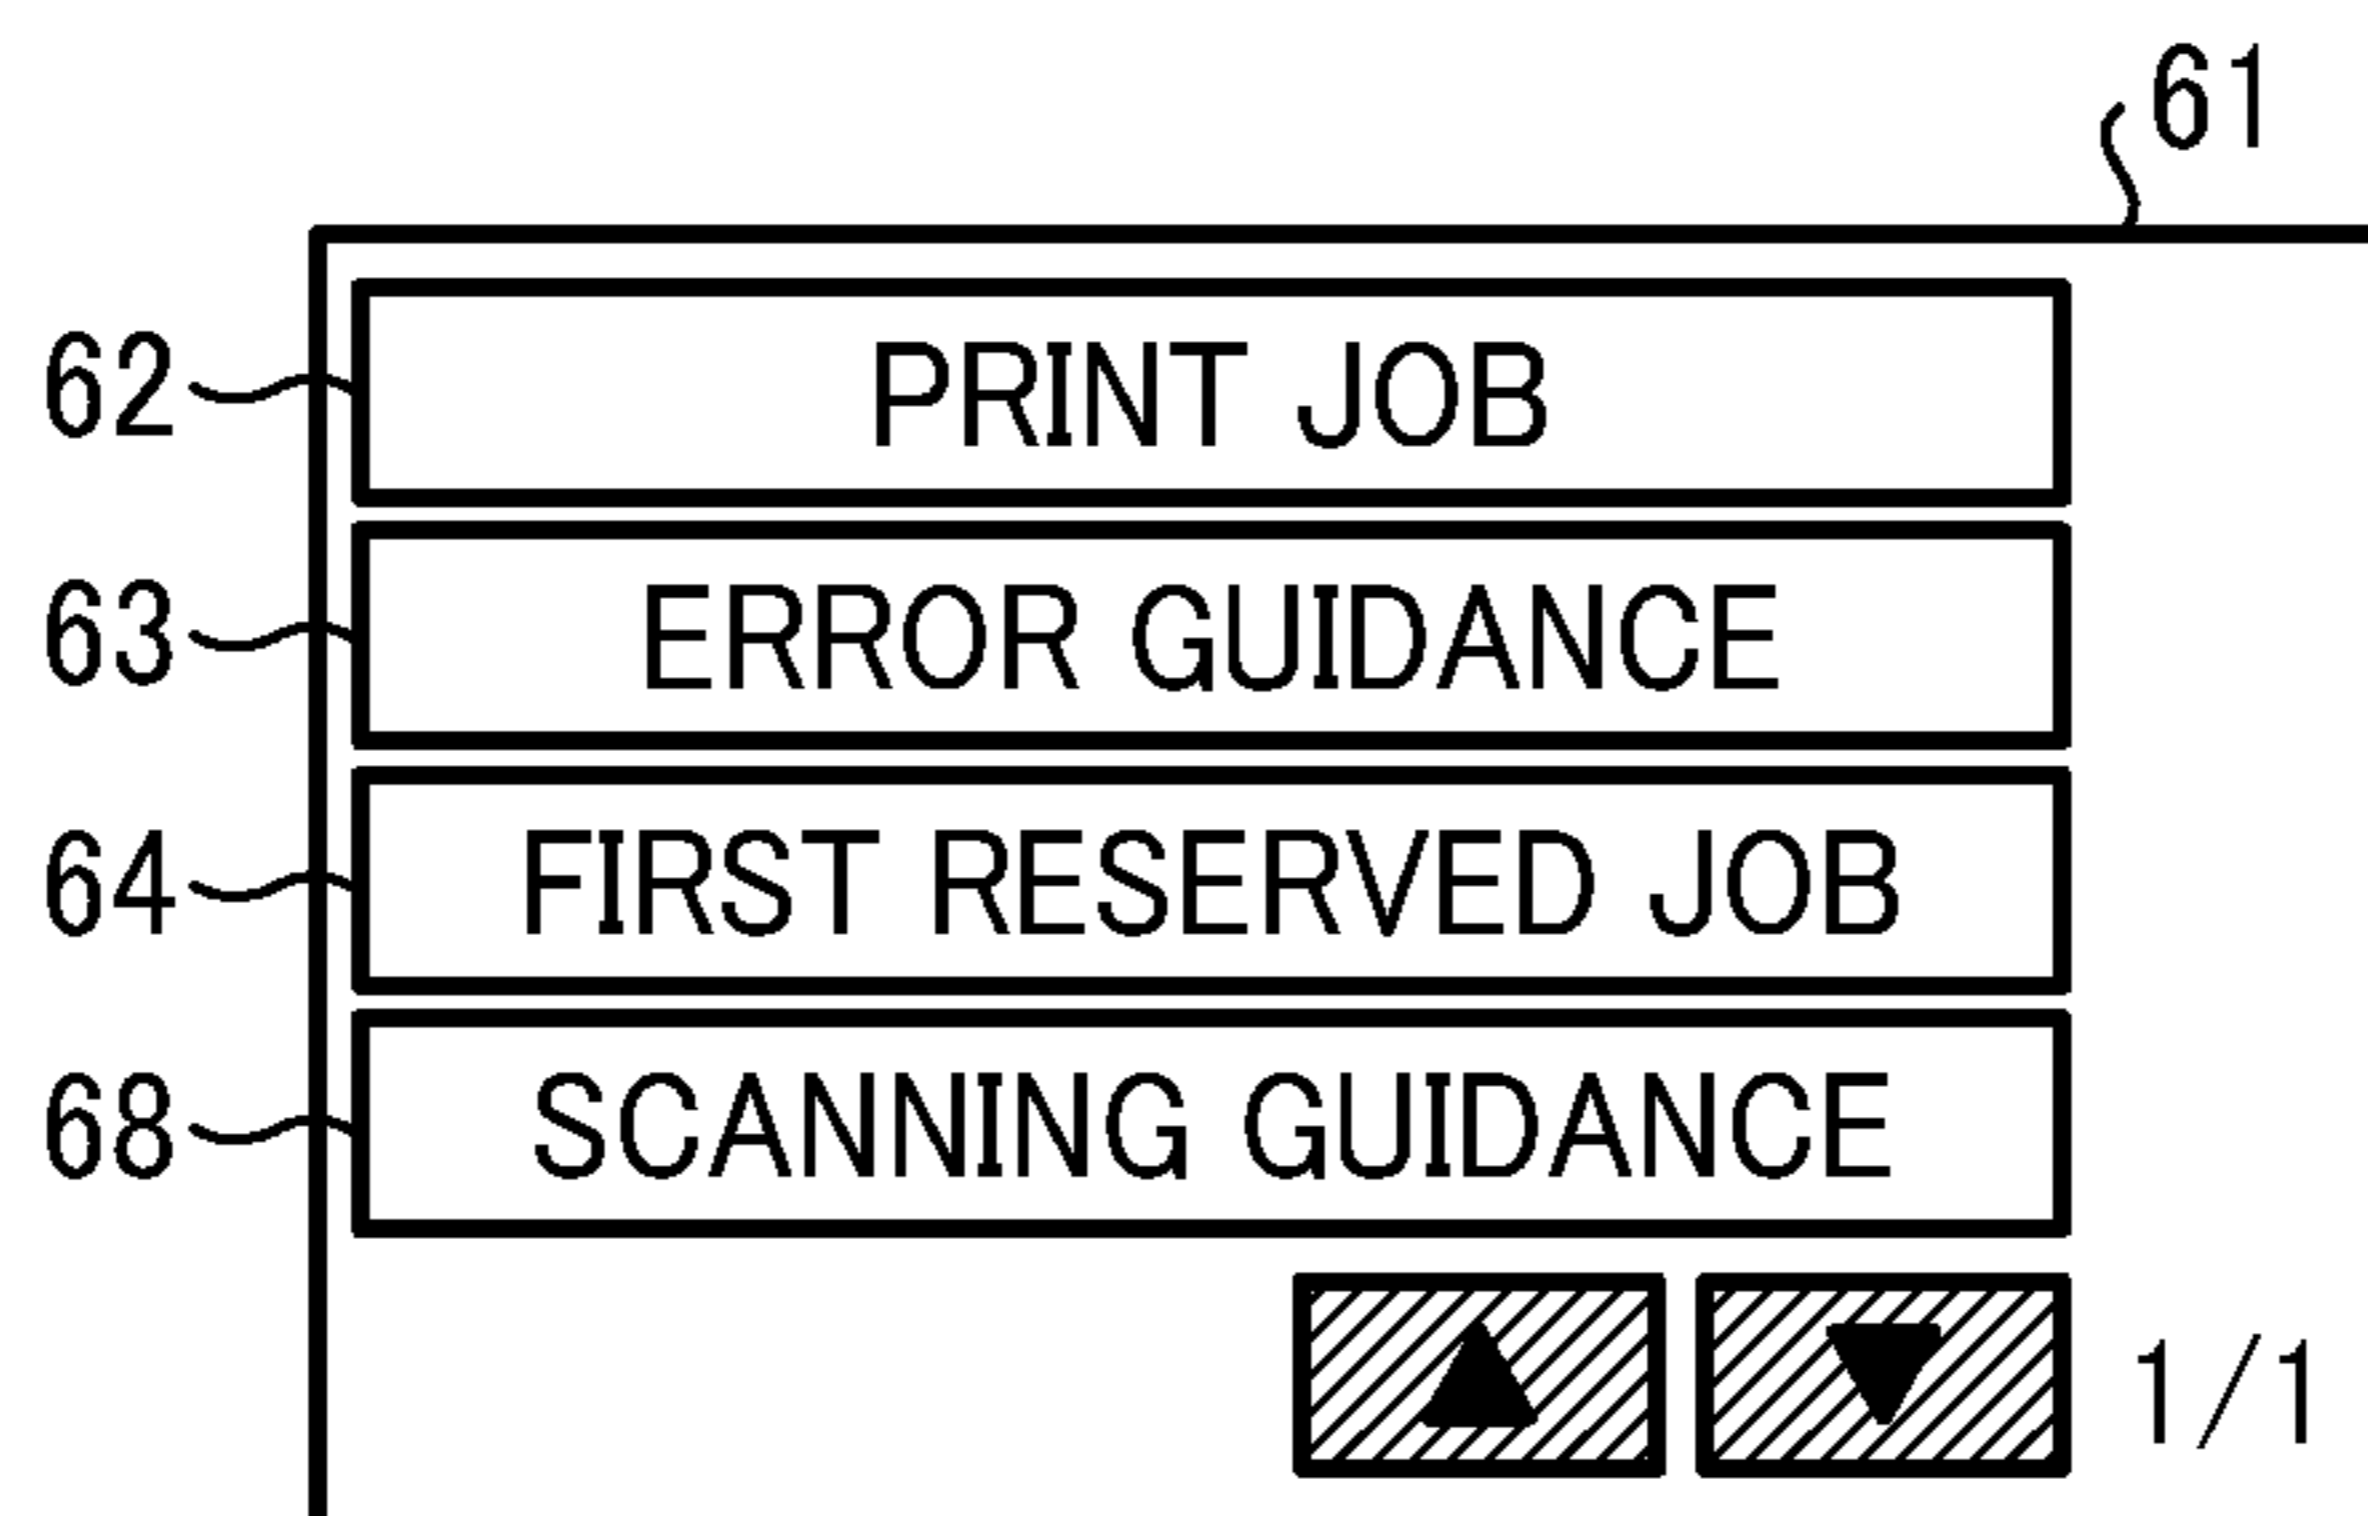 61
62 PRINT JOB
63 ERROR GUIDANCE
64 FIRST RESERVED JOB
68 SCANNING GUIDANCE
1/1